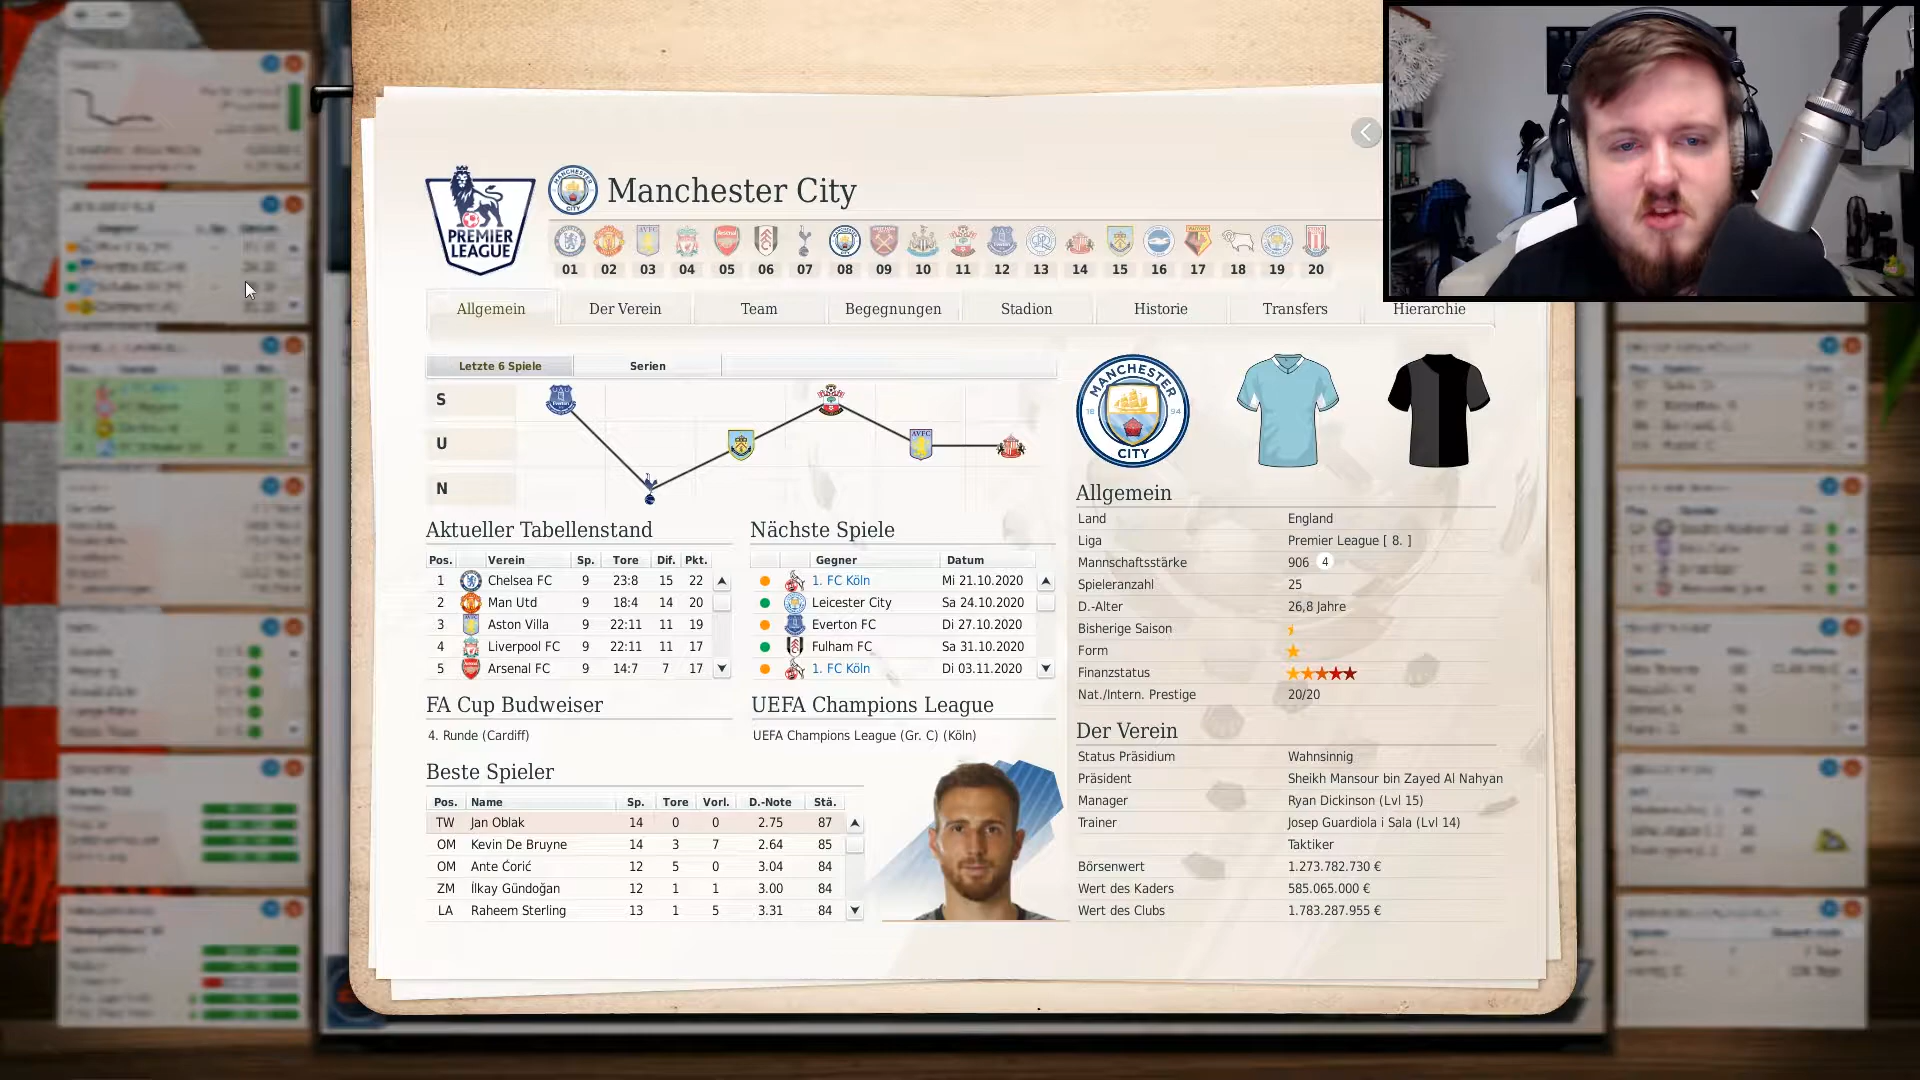 PREMIER
LEAGUE
Manchester City
01 02 03 04 05 06 07 08 09 10 11 12 13 14 15 16 17 18 19 20
Allgemein Der Verein Team Begegnungen Stadion Historie Transfers Hierarchie
Letzte 6 Spiele Serien
S
U
N
MANCHESTER
18 94
CITY
Aktueller Tabellenstand
Pos. Verein Sp. Tore Dif. Pkt.
1 Chelsea FC 9 23:8 15 22
2 Man Utd 9 18:4 14 20
3 Aston Villa 9 22:11 11 19
4 Liverpool FC 9 22:11 11 17
5 Arsenal FC 9 14:7 7 17
Nächste Spiele
Gegner Datum
1. FC Köln Mi 21.10.2020
Leicester City Sa 24.10.2020
Everton FC Di 27.10.2020
Fulham FC Sa 31.10.2020
1. FC Köln Di 03.11.2020
FA Cup Budweiser
4. Runde (Cardiff)
UEFA Champions League
UEFA Champions League (Gr. C) (Köln)
Beste Spieler
Pos. Name Sp. Tore Vorl. D.-Note Stä.
TW Jan Oblak 14 0 0 2.75 87
OM Kevin De Bruyne 14 3 7 2.64 85
OM Ante Ćorić 12 5 0 3.04 84
ZM İlkay Gündoğan 12 1 1 3.00 84
LA Raheem Sterling 13 1 5 3.31 84
Allgemein
Land England
Liga Premier League [ 8. ]
Mannschaftsstärke 906 4
Spieleranzahl 25
D.-Alter 26,8 Jahre
Bisherige Saison
Form
Finanzstatus
Nat./Intern. Prestige 20/20
Der Verein
Status Präsidium Wahnsinnig
Präsident Sheikh Mansour bin Zayed Al Nahyan
Manager Ryan Dickinson (Lvl 15)
Trainer Josep Guardiola i Sala (Lvl 14)
Taktiker
Börsenwert 1.273.782.730 €
Wert des Kaders 585.065.000 €
Wert des Clubs 1.783.287.955 €